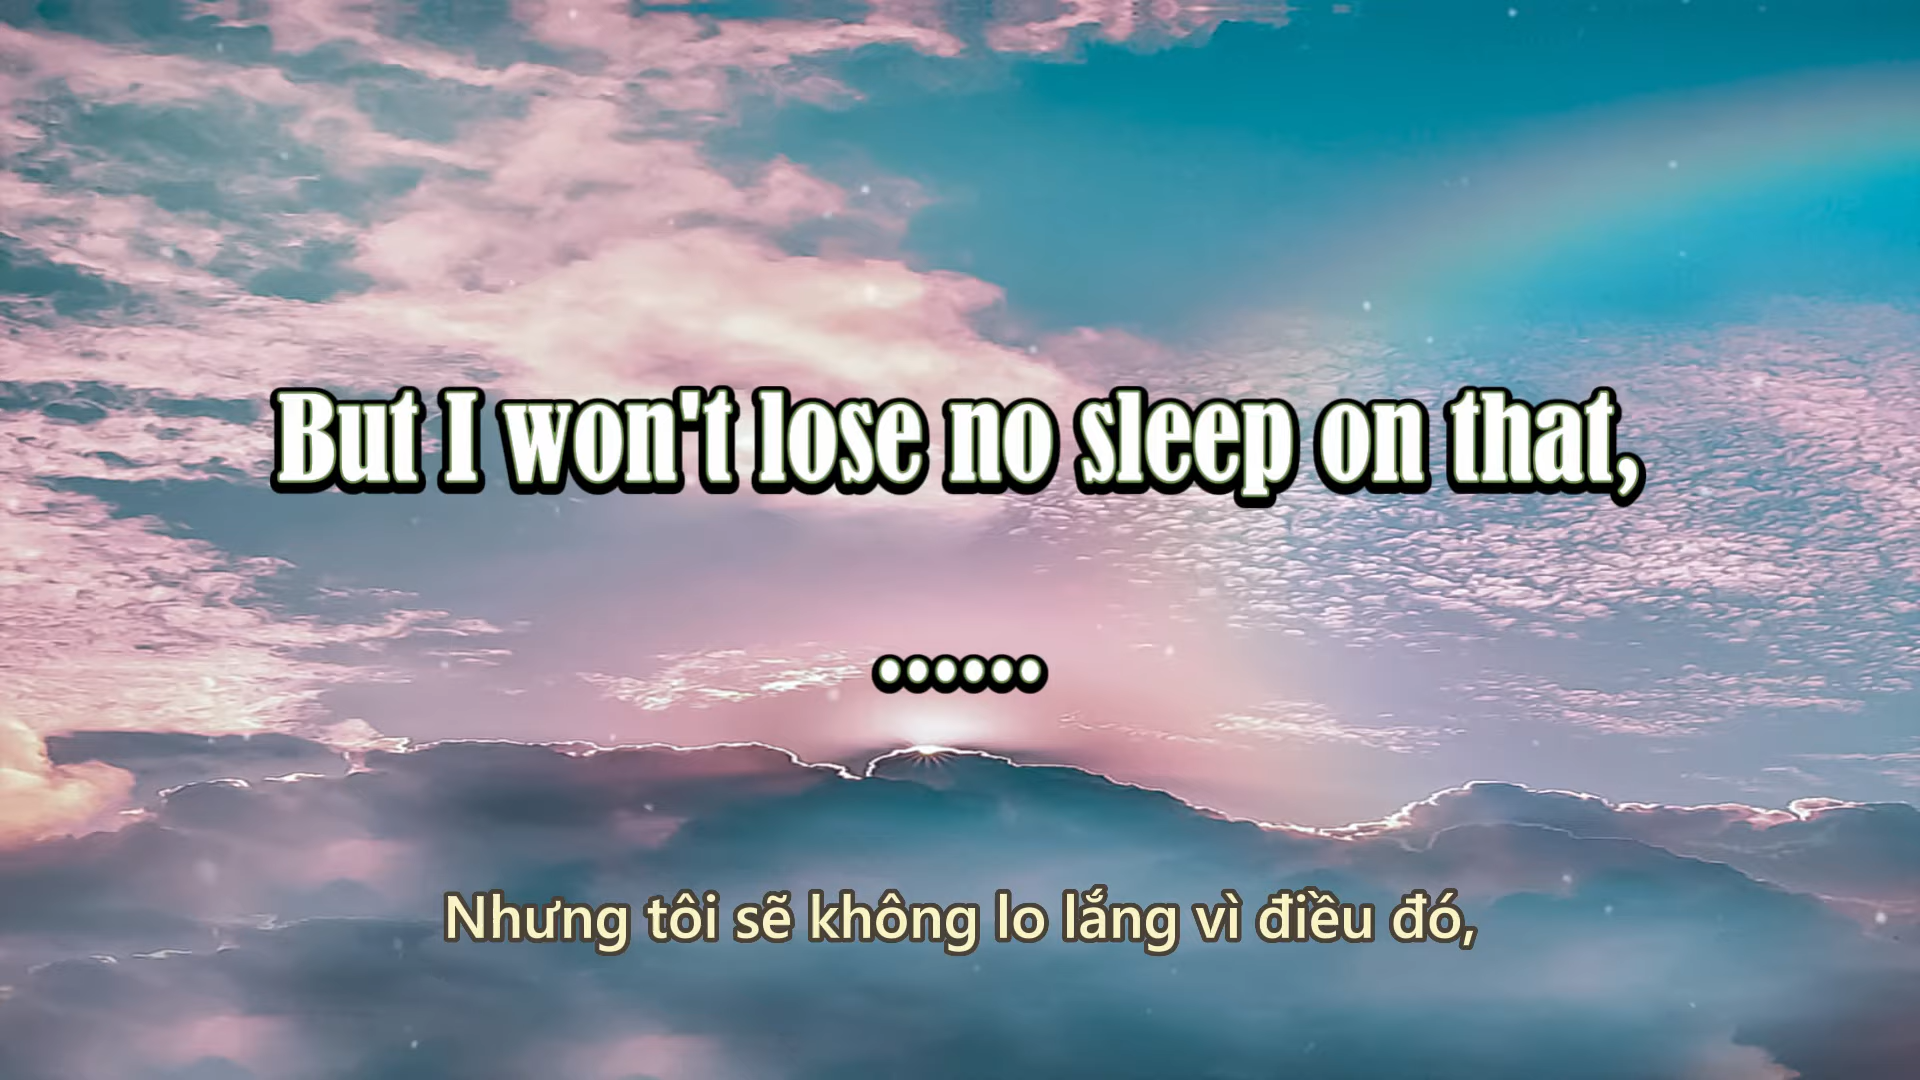 But I won't lose no sleep on that,
••••••
Nhưng tôi sẽ không lo lắng vì điều đó,